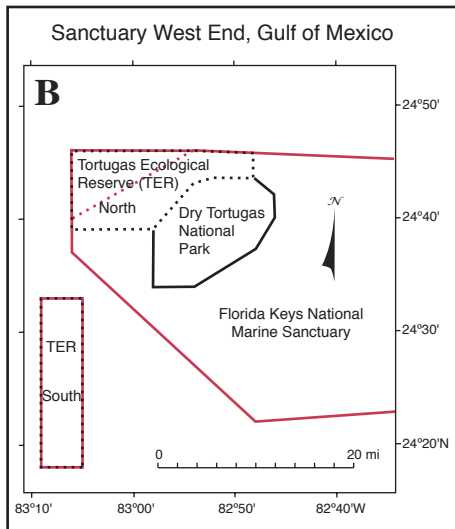 Sanctuary West End, Gulf of Mexico
B
24°50'
Tortugas Ecological
Reserve (TER)
North
Dry Tortugas
National
Park
N
24°40'
Florida Keys National
Marine Sanctuary
24°30'
TER
South
0 20 mi
24°20'N
83°10' 83°00' 82°50' 82°40'W